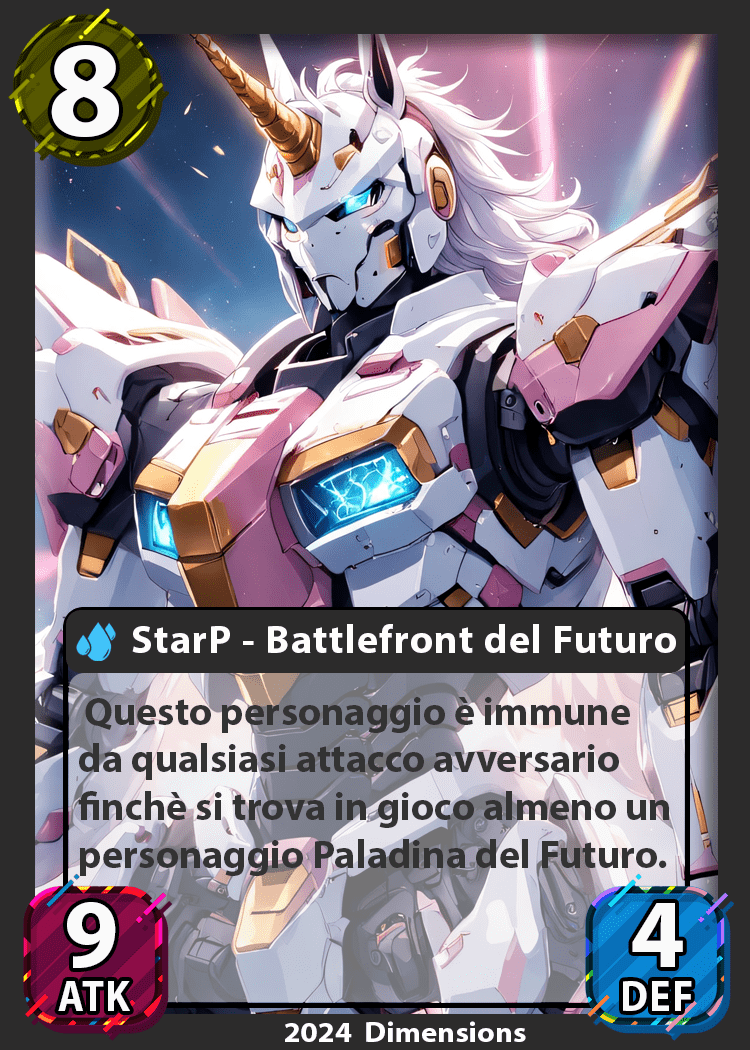 8
StarP - Battlefront del Futuro
Questo personaggio è immune
da qualsiasi attacco avversario
finchè si trova in gioco almeno un
personaggio Paladina del Futuro.
9
ATK
4
DEF
2024 Dimensions